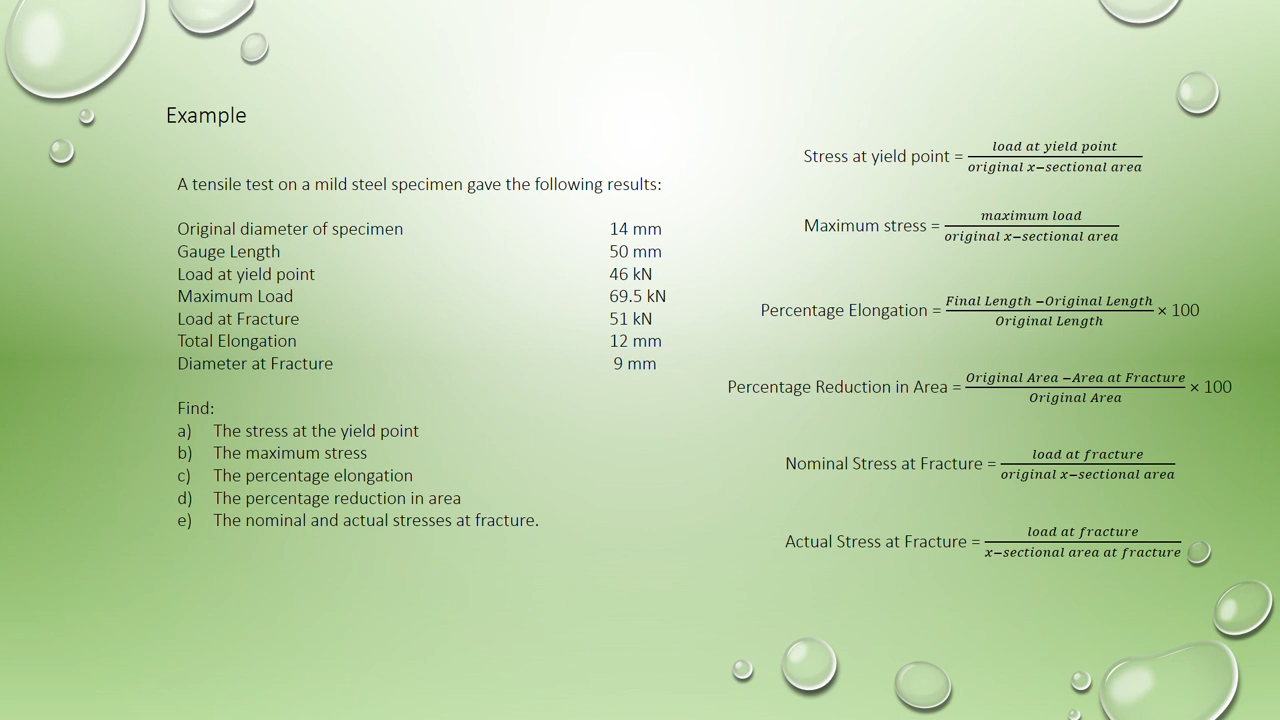 Example
A tensile test on a mild steel specimen gave the following results:
Original diameter of specimen 14 mm
Gauge Length 50 mm
Load at yield point 46 kN
Maximum Load 69.5 kN
Load at Fracture 51 kN
Total Elongation 12 mm
Diameter at Fracture 9 mm
Find:
a) The stress at the yield point
b) The maximum stress
c) The percentage elongation
d) The percentage reduction in area
e) The nominal and actual stresses at fracture.
Stress at yield point = load at yield point / original x−sectional area
Maximum stress = maximum load / original x−sectional area
Percentage Elongation = Final Length −Original Length / Original Length × 100
Percentage Reduction in Area = Original Area −Area at Fracture / Original Area × 100
Nominal Stress at Fracture = load at fracture / original x−sectional area
Actual Stress at Fracture = load at fracture / x−sectional area at fracture